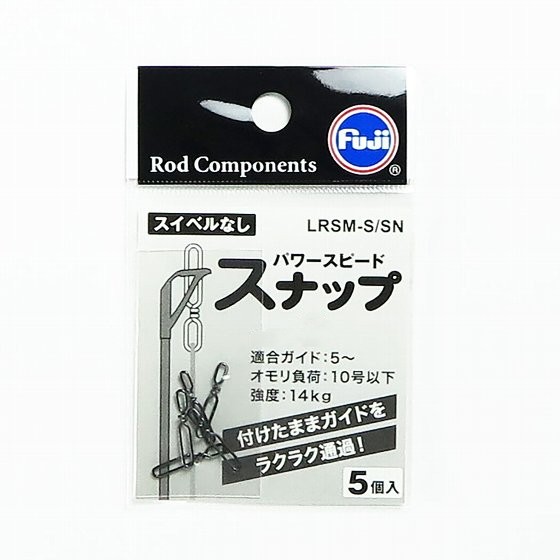 Fuji
®
Rod Components
スイベルなし
LRSM-S/SN
パワースピード
スナップ
適合ガイド：5〜
オモリ負荷：10号以下
強度：14kg
付けたままガイドを
ラクラク通過！
5個入